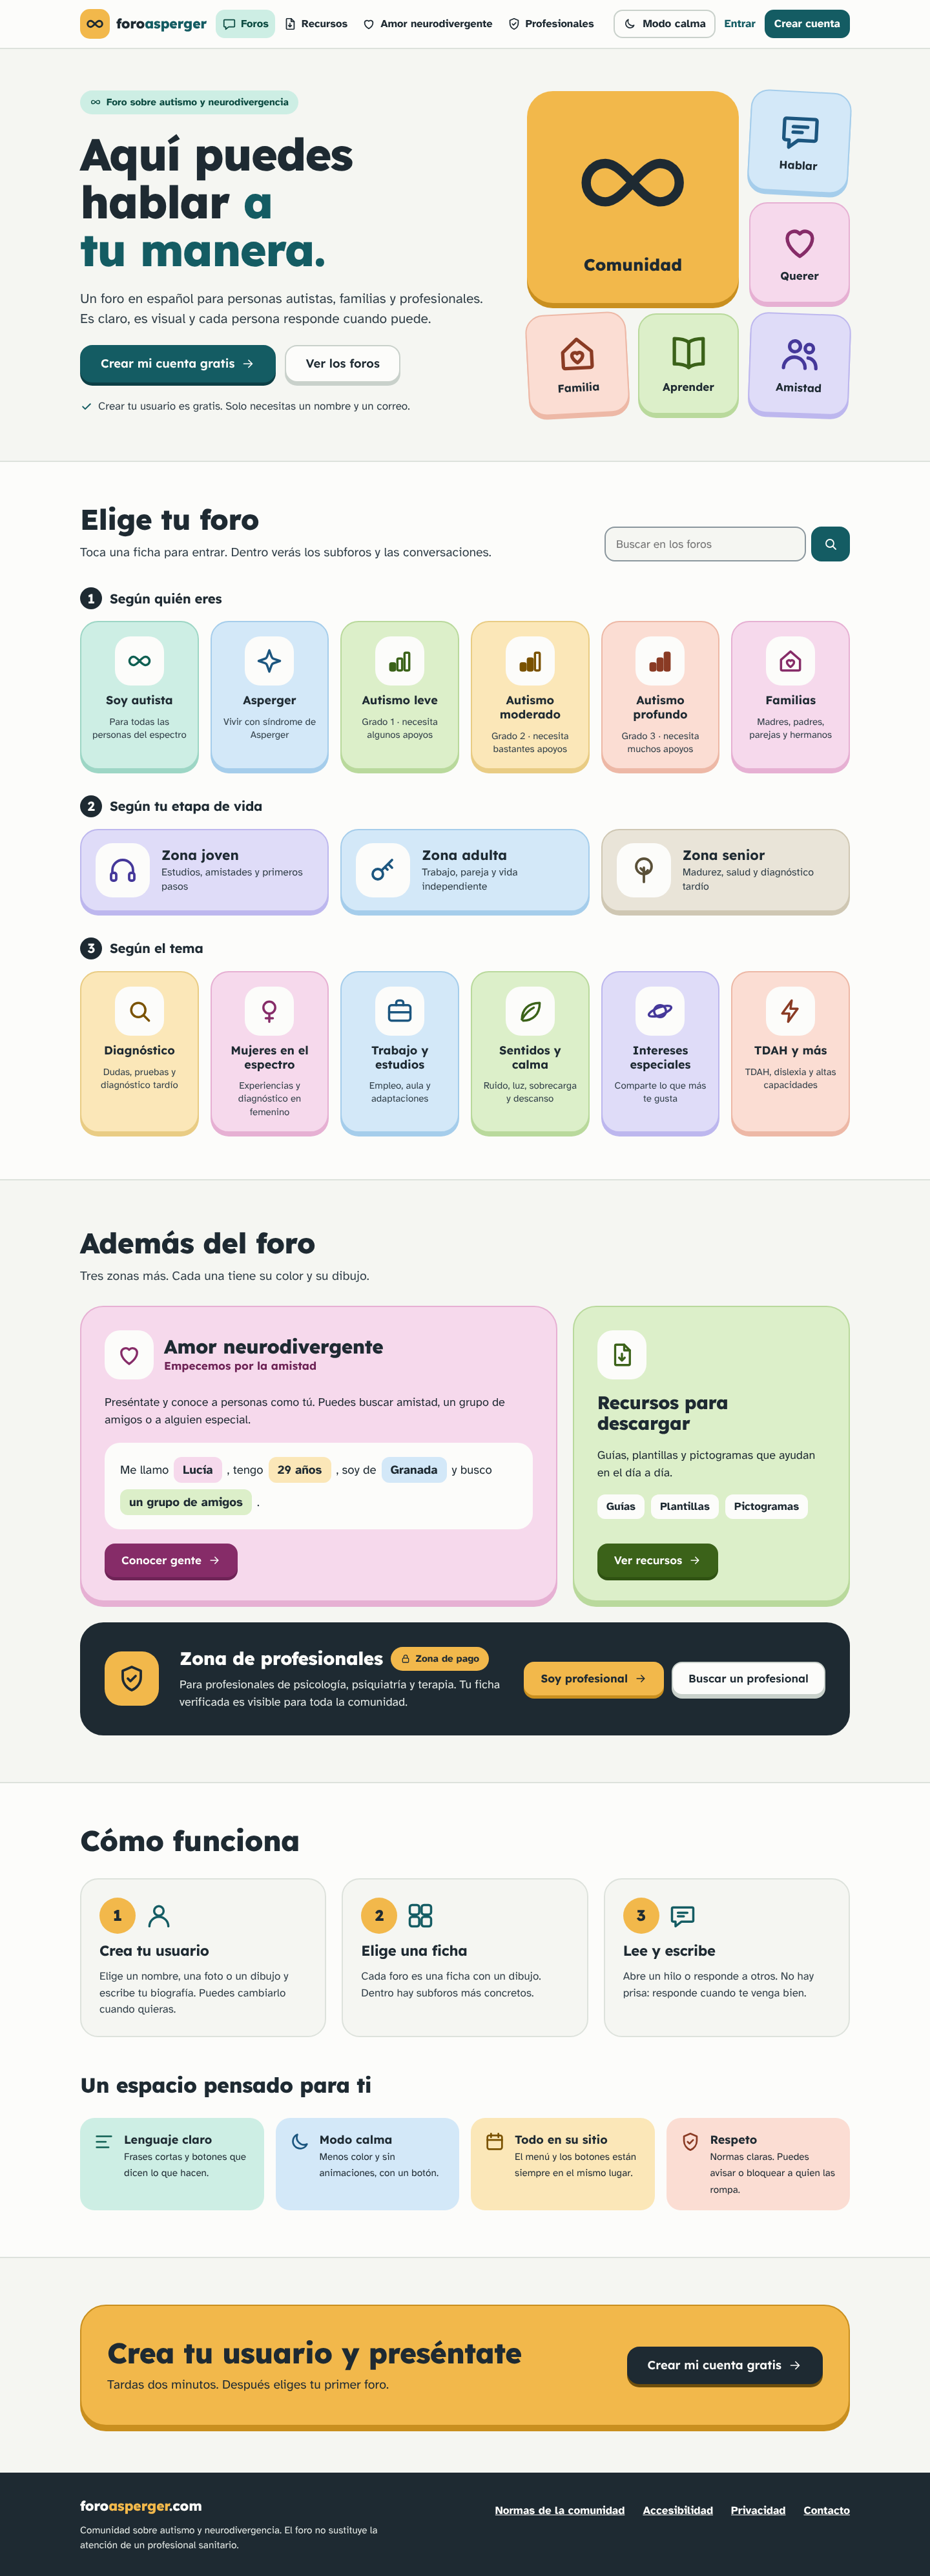 foroasperger
Foros
Recursos
Amor neurodivergente
Profesionales
Modo calma
Entrar
Crear cuenta
Foro sobre autismo y neurodivergencia
Aquí puedes
hablar a
tu manera.
Un foro en español para personas autistas, familias y profesionales.
Es claro, es visual y cada persona responde cuando puede.
Crear mi cuenta gratis
Ver los foros
Crear tu usuario es gratis. Solo necesitas un nombre y un correo.
Comunidad
Hablar
Querer
Familia
Aprender
Amistad
Elige tu foro
Toca una ficha para entrar. Dentro verás los subforos y las conversaciones.
Buscar en los foros
1 Según quién eres
Soy autista
Para todas las
personas del espectro
Asperger
Vivir con síndrome de
Asperger
Autismo leve
Grado 1 · necesita
algunos apoyos
Autismo
moderado
Grado 2 · necesita
bastantes apoyos
Autismo
profundo
Grado 3 · necesita
muchos apoyos
Familias
Madres, padres,
parejas y hermanos
2 Según tu etapa de vida
Zona joven
Estudios, amistades y primeros
pasos
Zona adulta
Trabajo, pareja y vida
independiente
Zona senior
Madurez, salud y diagnóstico
tardío
3 Según el tema
Diagnóstico
Dudas, pruebas y
diagnóstico tardío
Mujeres en el
espectro
Experiencias y
diagnóstico en
femenino
Trabajo y
estudios
Empleo, aula y
adaptaciones
Sentidos y
calma
Ruido, luz, sobrecarga
y descanso
Intereses
especiales
Comparte lo que más
te gusta
TDAH y más
TDAH, dislexia y altas
capacidades
Además del foro
Tres zonas más. Cada una tiene su color y su dibujo.
Amor neurodivergente
Empecemos por la amistad
Preséntate y conoce a personas como tú. Puedes buscar amistad, un grupo de
amigos o a alguien especial.
Me llamo Lucía , tengo 29 años , soy de Granada y busco
un grupo de amigos .
Conocer gente
Recursos para
descargar
Guías, plantillas y pictogramas que ayudan
en el día a día.
Guías
Plantillas
Pictogramas
Ver recursos
Zona de profesionales
Zona de pago
Para profesionales de psicología, psiquiatría y terapia. Tu ficha
verificada es visible para toda la comunidad.
Soy profesional
Buscar un profesional
Cómo funciona
1
Crea tu usuario
Elige un nombre, una foto o un dibujo y
escribe tu biografía. Puedes cambiarlo
cuando quieras.
2
Elige una ficha
Cada foro es una ficha con un dibujo.
Dentro hay subforos más concretos.
3
Lee y escribe
Abre un hilo o responde a otros. No hay
prisa: responde cuando te venga bien.
Un espacio pensado para ti
Lenguaje claro
Frases cortas y botones que
dicen lo que hacen.
Modo calma
Menos color y sin
animaciones, con un botón.
Todo en su sitio
El menú y los botones están
siempre en el mismo lugar.
Respeto
Normas claras. Puedes
avisar o bloquear a quien las
rompa.
Crea tu usuario y preséntate
Tardas dos minutos. Después eliges tu primer foro.
Crear mi cuenta gratis
foroasperger.com
Comunidad sobre autismo y neurodivergencia. El foro no sustituye la
atención de un profesional sanitario.
Normas de la comunidad
Accesibilidad
Privacidad
Contacto